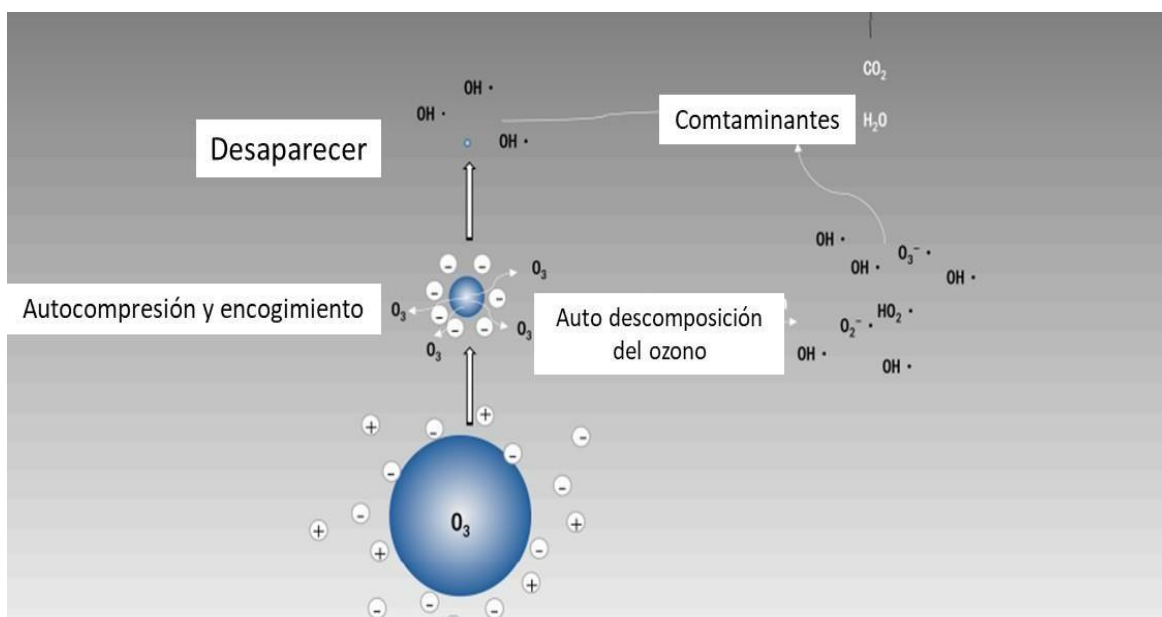 CO₂
OH ·
OH ·
Comtaminantes
H₂O
Desaparecer
OH ·
OH ·
O₃⁻ ·
OH ·
OH ·
O₃
Autocompresión y encogimiento
O₃
Auto descomposición
del ozono
HO₂ ·
O₂⁻ ·
O₃
O₃
OH ·
OH ·
+
+
-
-
-
-
-
-
-
-
-
-
-
-
-
O₃
+
+
+
-
+
-
-
-